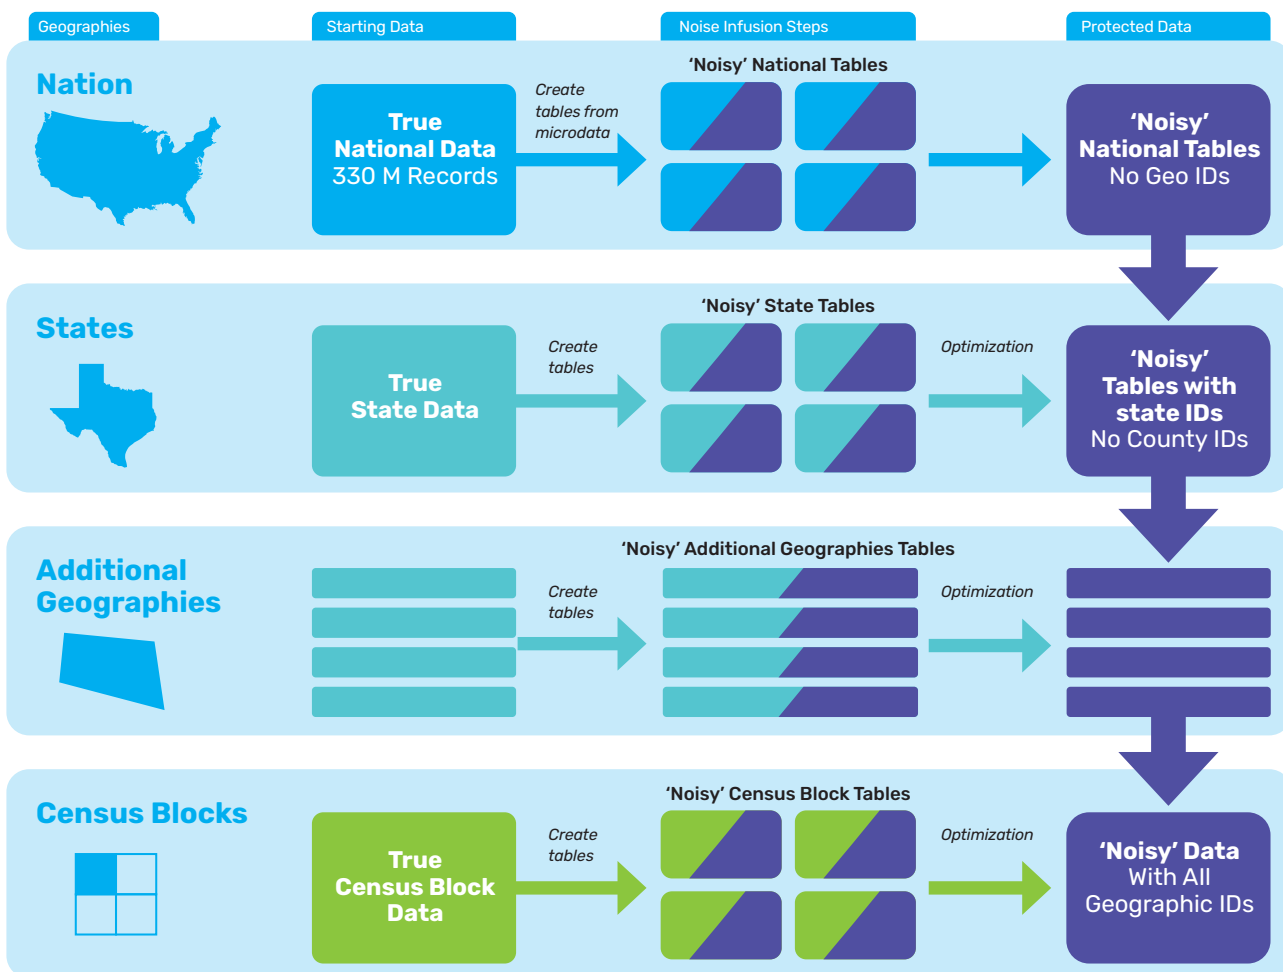 Geographies
Starting Data
Noise Infusion Steps
Protected Data
Nation
True
National Data
330 M Records
Create
tables from
microdata
‘Noisy’ National Tables
‘Noisy’
National Tables
No Geo IDs
States
True
State Data
Create
tables
‘Noisy’ State Tables
Optimization
‘Noisy’
Tables with
state IDs
No County IDs
Additional
Geographies
Create
tables
‘Noisy’ Additional Geographies Tables
Optimization
Census Blocks
True
Census Block
Data
Create
tables
‘Noisy’ Census Block Tables
Optimization
‘Noisy’ Data
With All
Geographic IDs